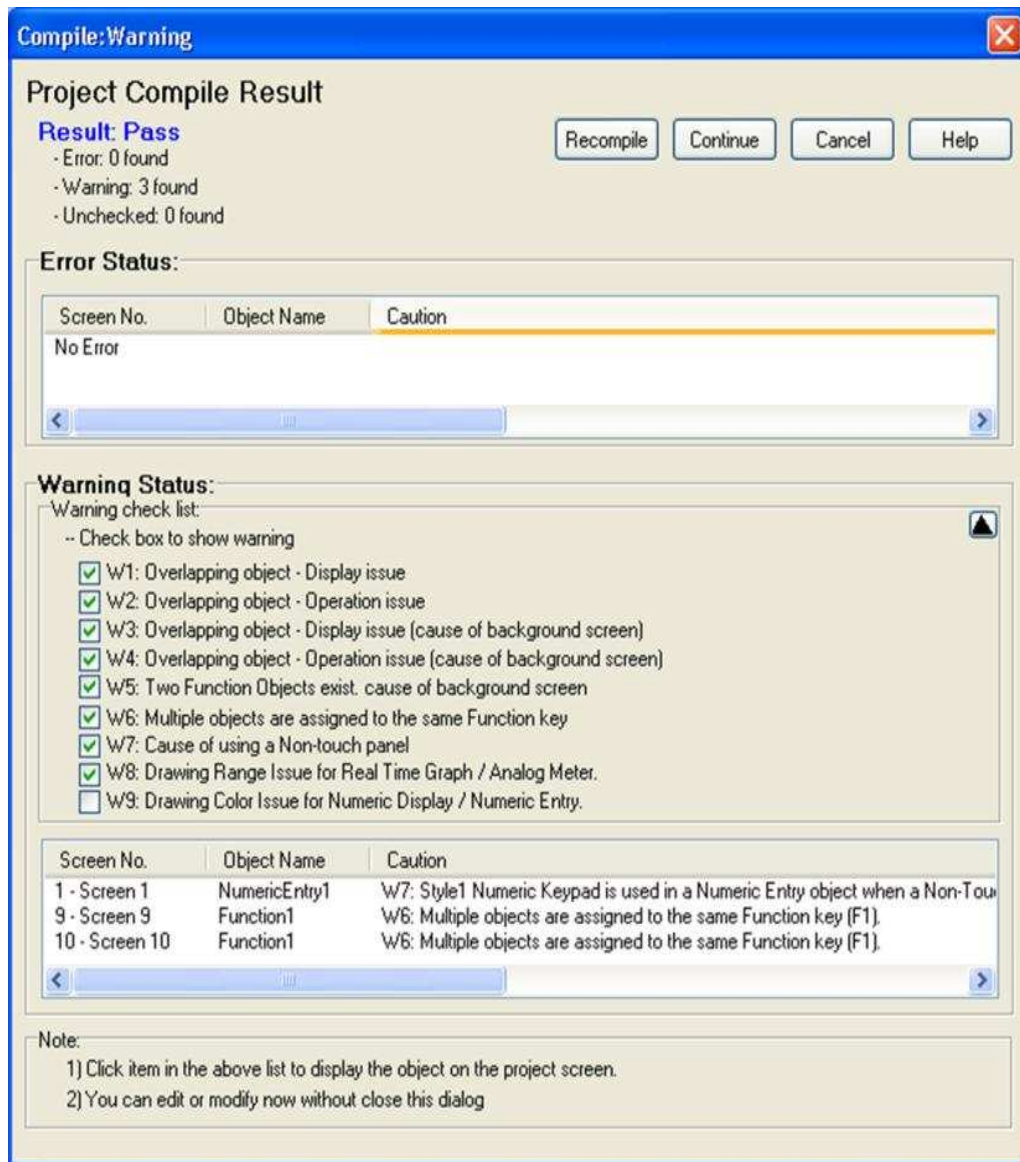 Compile:Warning
Project Compile Result
Result: Pass
Recompile Continue Cancel Help
- Error: 0 found
- Warning: 3 found
- Unchecked: 0 found
Error Status:
Screen No. Object Name Caution
No Error
Warning Status:
Warning check list:
-- Check box to show warning
W1: Overlapping object - Display issue
W2: Overlapping object - Operation issue
W3: Overlapping object - Display issue (cause of background screen)
W4: Overlapping object - Operation issue (cause of background screen)
W5: Two Function Objects exist. cause of background screen
W6: Multiple objects are assigned to the same Function key
W7: Cause of using a Non-touch panel
W8: Drawing Range Issue for Real Time Graph / Analog Meter.
W9: Drawing Color Issue for Numeric Display / Numeric Entry.
Screen No. Object Name Caution
1 - Screen 1 NumericEntry1 W7: Style1 Numeric Keypad is used in a Numeric Entry object when a Non-Tou
9 - Screen 9 Function1 W6: Multiple objects are assigned to the same Function key (F1).
10 - Screen 10 Function1 W6: Multiple objects are assigned to the same Function key (F1).
Note:
1) Click item in the above list to display the object on the project screen.
2) You can edit or modify now without close this dialog